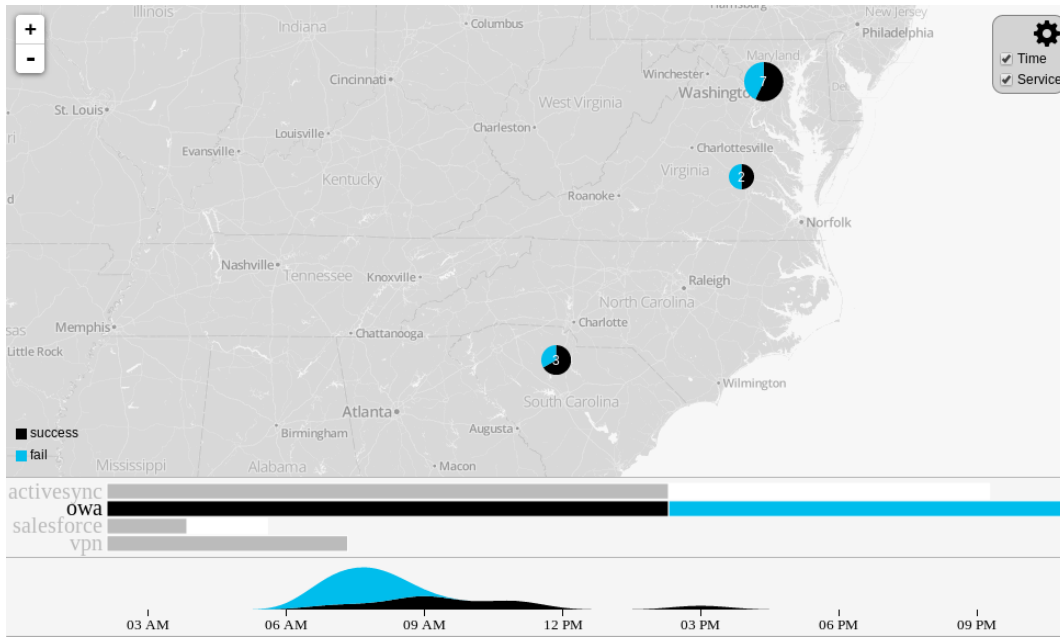 Illinois
Indiana
Columbus
Harrisburg
New Jersey
Philadelphia
+
-
Time
Service
Maryland
Cincinnati
Winchester
7
Washington
St. Louis
West Virginia
Del
Louisville
Charleston
Evansville
Charlottesville
Kentucky
Virginia
2
Roanoke
Norfolk
Nashville
Tennessee
Knoxville
Raleigh
North Carolina
Memphis
Chattanooga
Charlotte
Little Rock
3
Wilmington
South Carolina
Atlanta
Augusta
Birmingham
success
fail
Mississippi
Alabama
Macon
activesync
owa
salesforce
vpn
03 AM
06 AM
09 AM
12 PM
03 PM
06 PM
09 PM